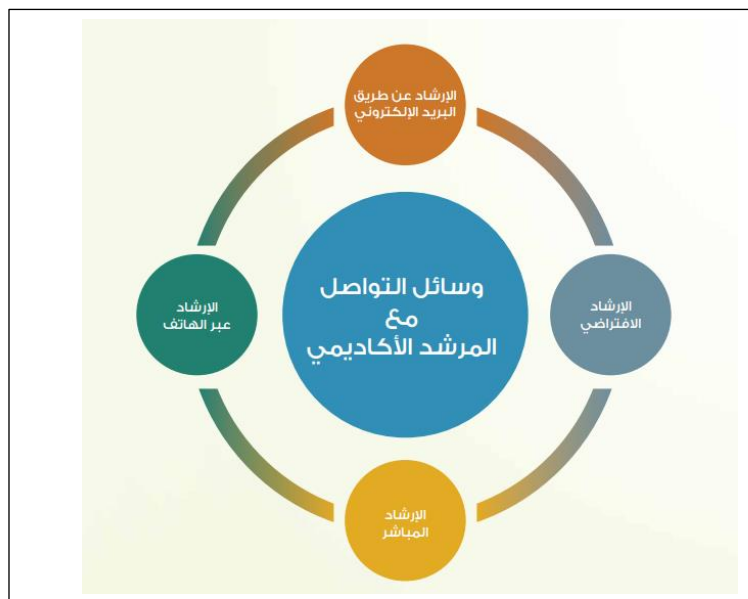 الإرشاد عن طريق
البريد الإلكتروني
وسائل التواصل
مع
المرشد الأكاديمي
الإرشاد
الافتراضي
الإرشاد
عبر الهاتف
الإرشاد
المباشر